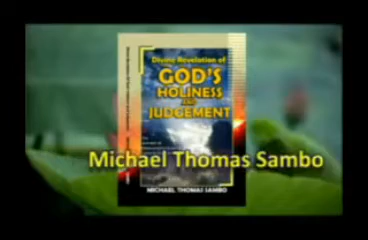 Divine Revelation of
GOD'S
HOLINESS
AND
JUDGEMENT
Michael Thomas Sambo
MICHAEL THOMAS SAMBO